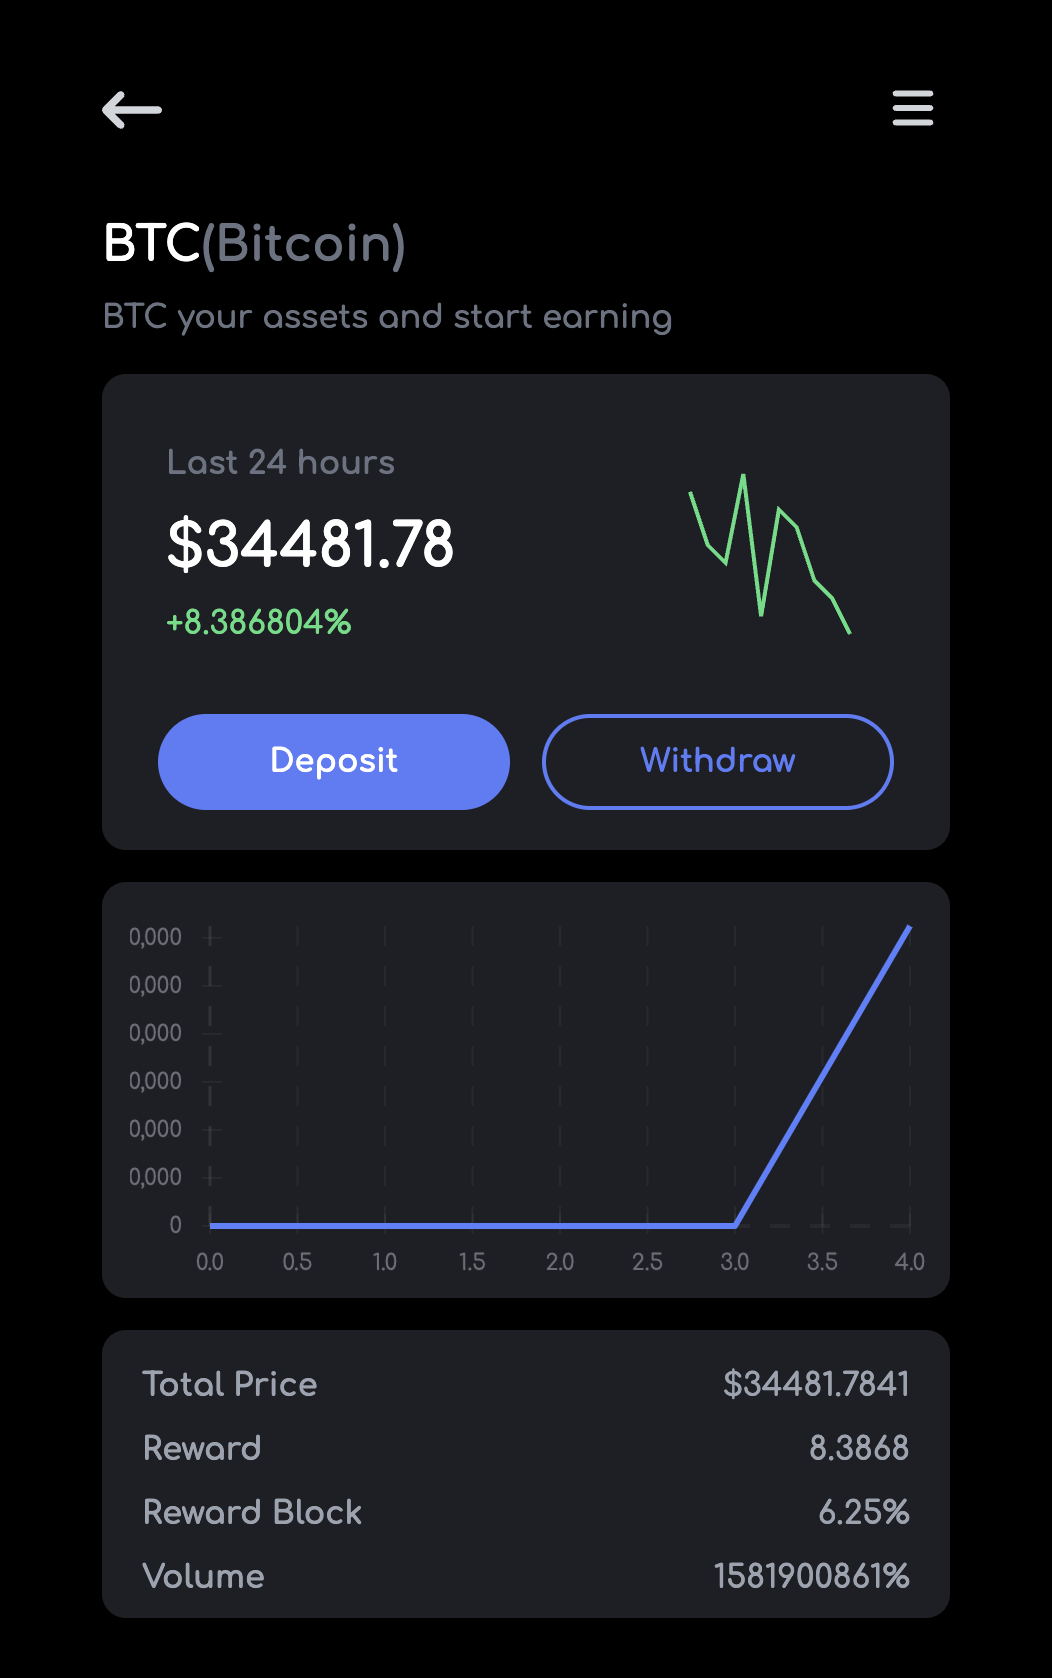 BTC(Bitcoin)
BTC your assets and start earning
Last 24 hours
$34481.78
+8.386804%
Deposit Withdraw
0,000
0,000
0,000
0,000
0,000
0,000
0
0.0 0.5 1.0 1.5 2.0 2.5 3.0 3.5 4.0
Total Price $34481.7841
Reward 8.3868
Reward Block 6.25%
Volume 1581900861%